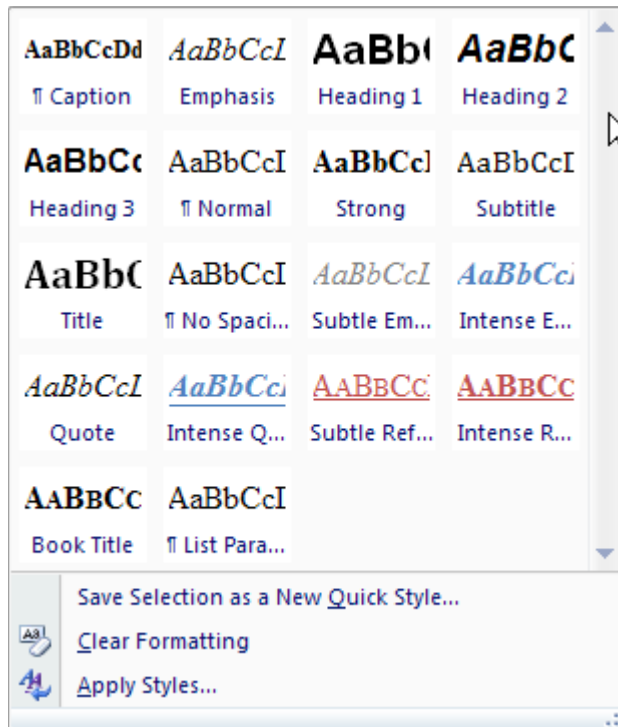 AaBbCcDd AaBbCcI AaBb( AaBbC
¶ Caption Emphasis Heading 1 Heading 2
AaBbCc AaBbCcI AaBbCcI AaBbCcI
Heading 3 ¶ Normal Strong Subtitle
AaBb( AaBbCcI AaBbCcL AaBbCcI
Title ¶ No Spaci... Subtle Em... Intense E...
AaBbCcL AaBbCcI AABBCC AABBCC
Quote Intense Q... Subtle Ref... Intense R...
AABBCC AaBbCcI
Book Title ¶ List Para...
Save Selection as a New Quick Style...
Clear Formatting
Apply Styles...